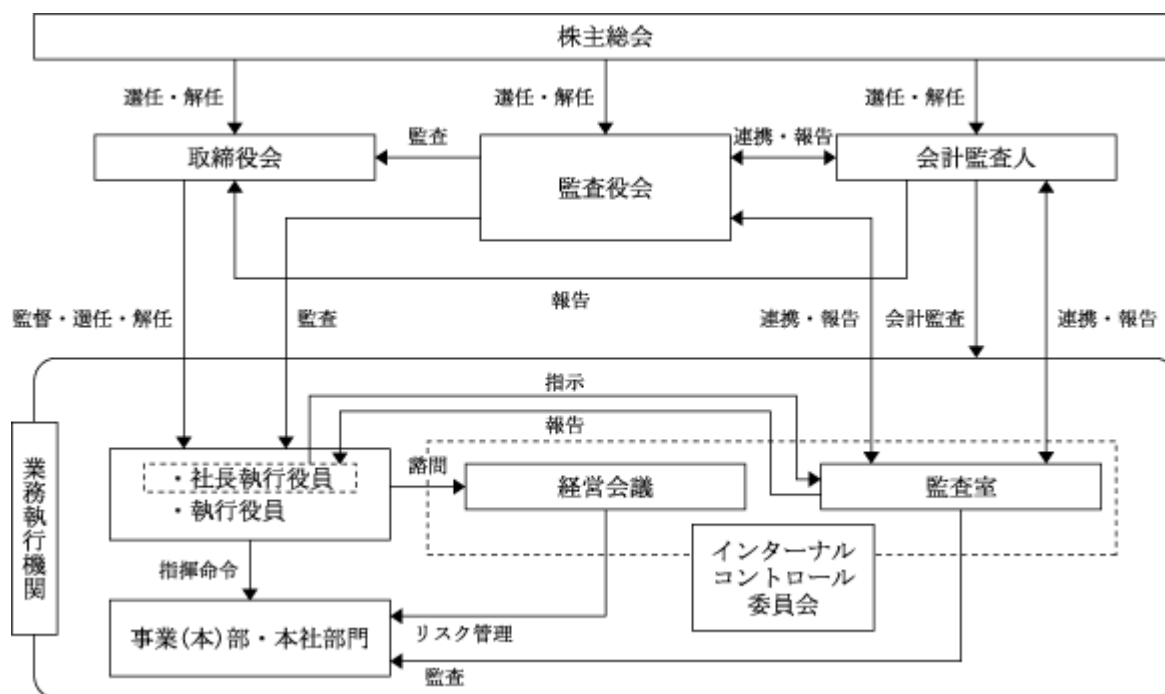 株主総会
選任・解任
選任・解任
選任・解任
取締役会
監査
監査役会
連携・報告
会計監査人
報告
監督・選任・解任
監査
連携・報告
会計監査
連携・報告
業務執行機関
指示
報告
・社長執行役員
・執行役員
諮問
経営会議
監査室
インターナル
コントロール
委員会
指揮命令
事業(本)部・本社部門
リスク管理
監査